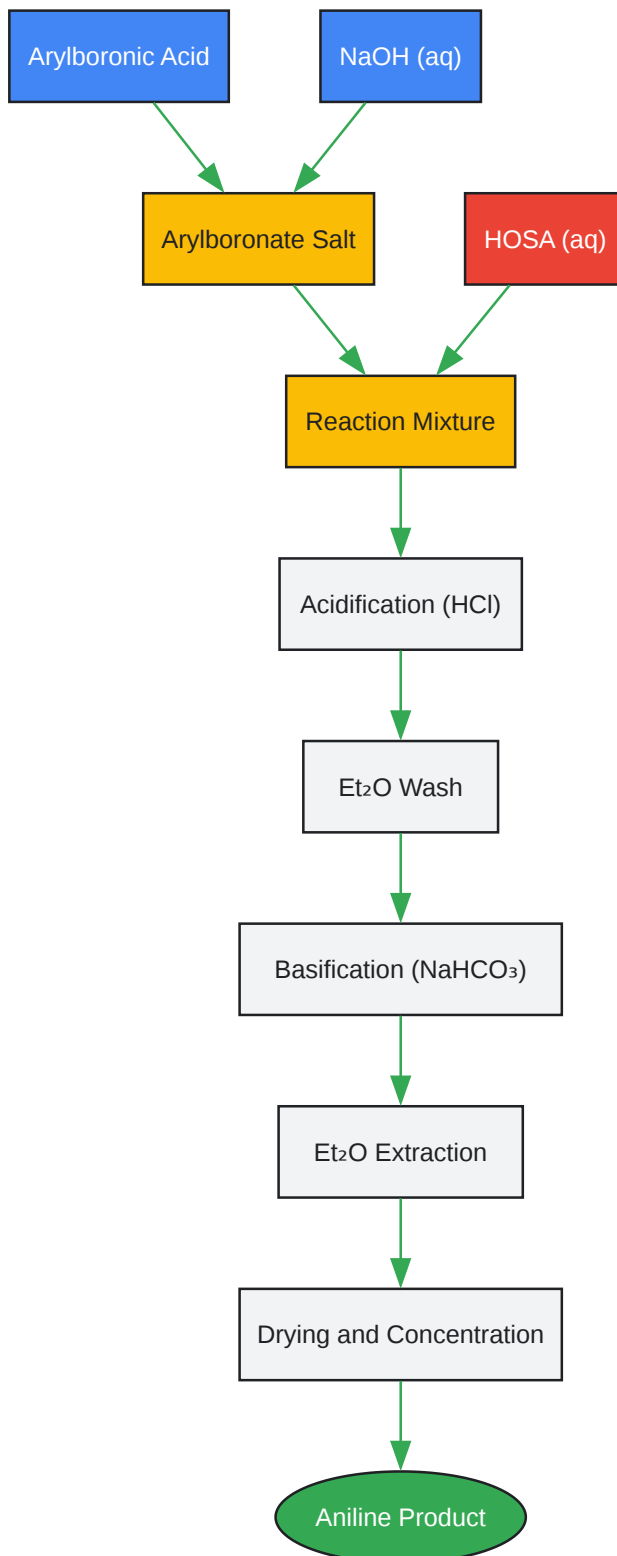 Arylboronic Acid
NaOH (aq)
Arylboronate Salt
HOSA (aq)
Reaction Mixture
Acidification (HCl)
Et₂O Wash
Basification (NaHCO₃)
Et₂O Extraction
Drying and Concentration
Aniline Product